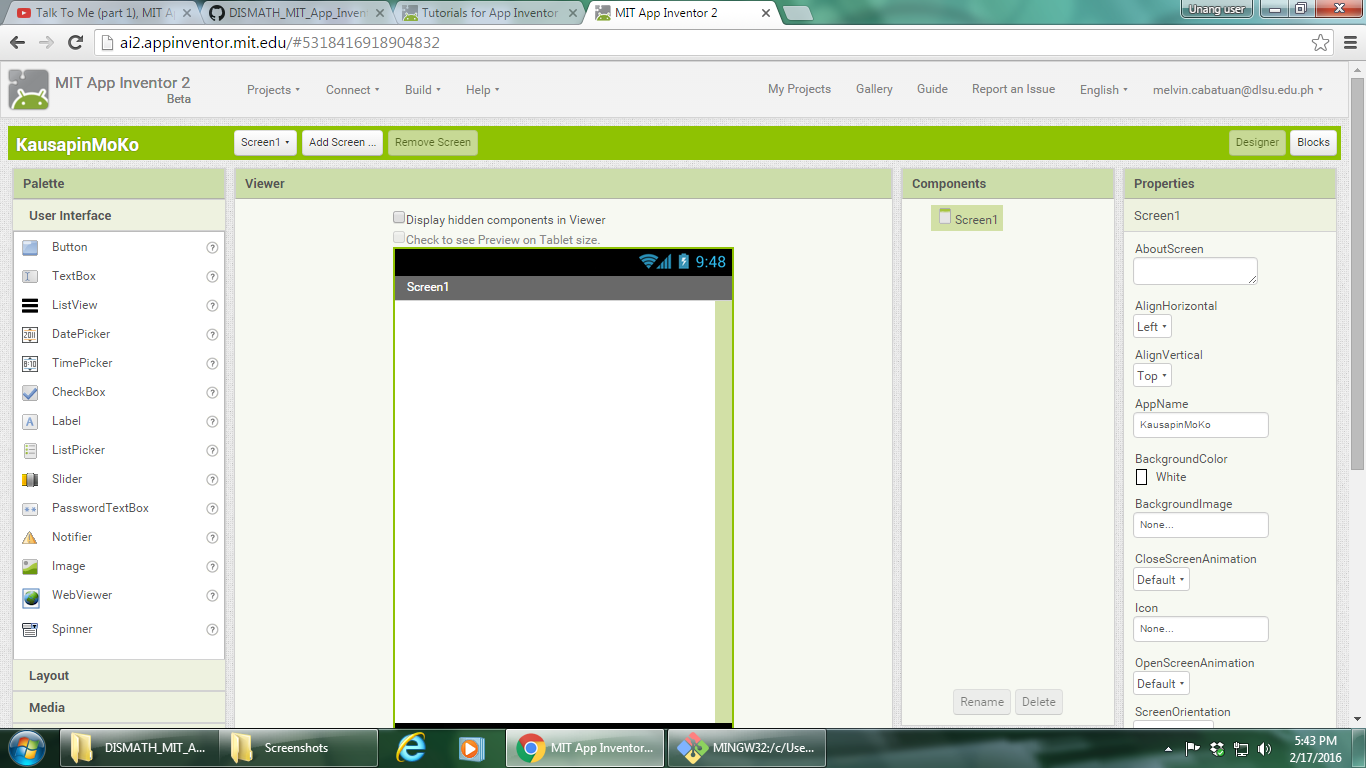 Talk To Me (part 1), MIT A
DISMATH_MIT_App_Inven
Tutorials for App Inventor
MIT App Inventor 2
Unang user
ai2.appinventor.mit.edu/#5318416918904832
MIT App Inventor 2
Beta
Projects
Connect
Build
Help
My Projects
Gallery
Guide
Report an Issue
English
melvin.cabatuan@dlsu.edu.ph
KausapinMoKo
Screen1
Add Screen ...
Remove Screen
Designer
Blocks
Palette
User Interface
Button
TextBox
ListView
DatePicker
TimePicker
CheckBox
Label
ListPicker
Slider
PasswordTextBox
Notifier
Image
WebViewer
Spinner
Layout
Media
Viewer
Display hidden components in Viewer
Check to see Preview on Tablet size.
9:48
Screen1
Components
Screen1
Rename
Delete
Properties
Screen1
AboutScreen
AlignHorizontal
Left
AlignVertical
Top
AppName
KausapinMoKo
BackgroundColor
White
BackgroundImage
None...
CloseScreenAnimation
Default
Icon
None...
OpenScreenAnimation
Default
ScreenOrientation
DISMATH_MIT_A...
Screenshots
MIT App Inventor...
MINGW32:/c/Use...
5:43 PM
2/17/2016